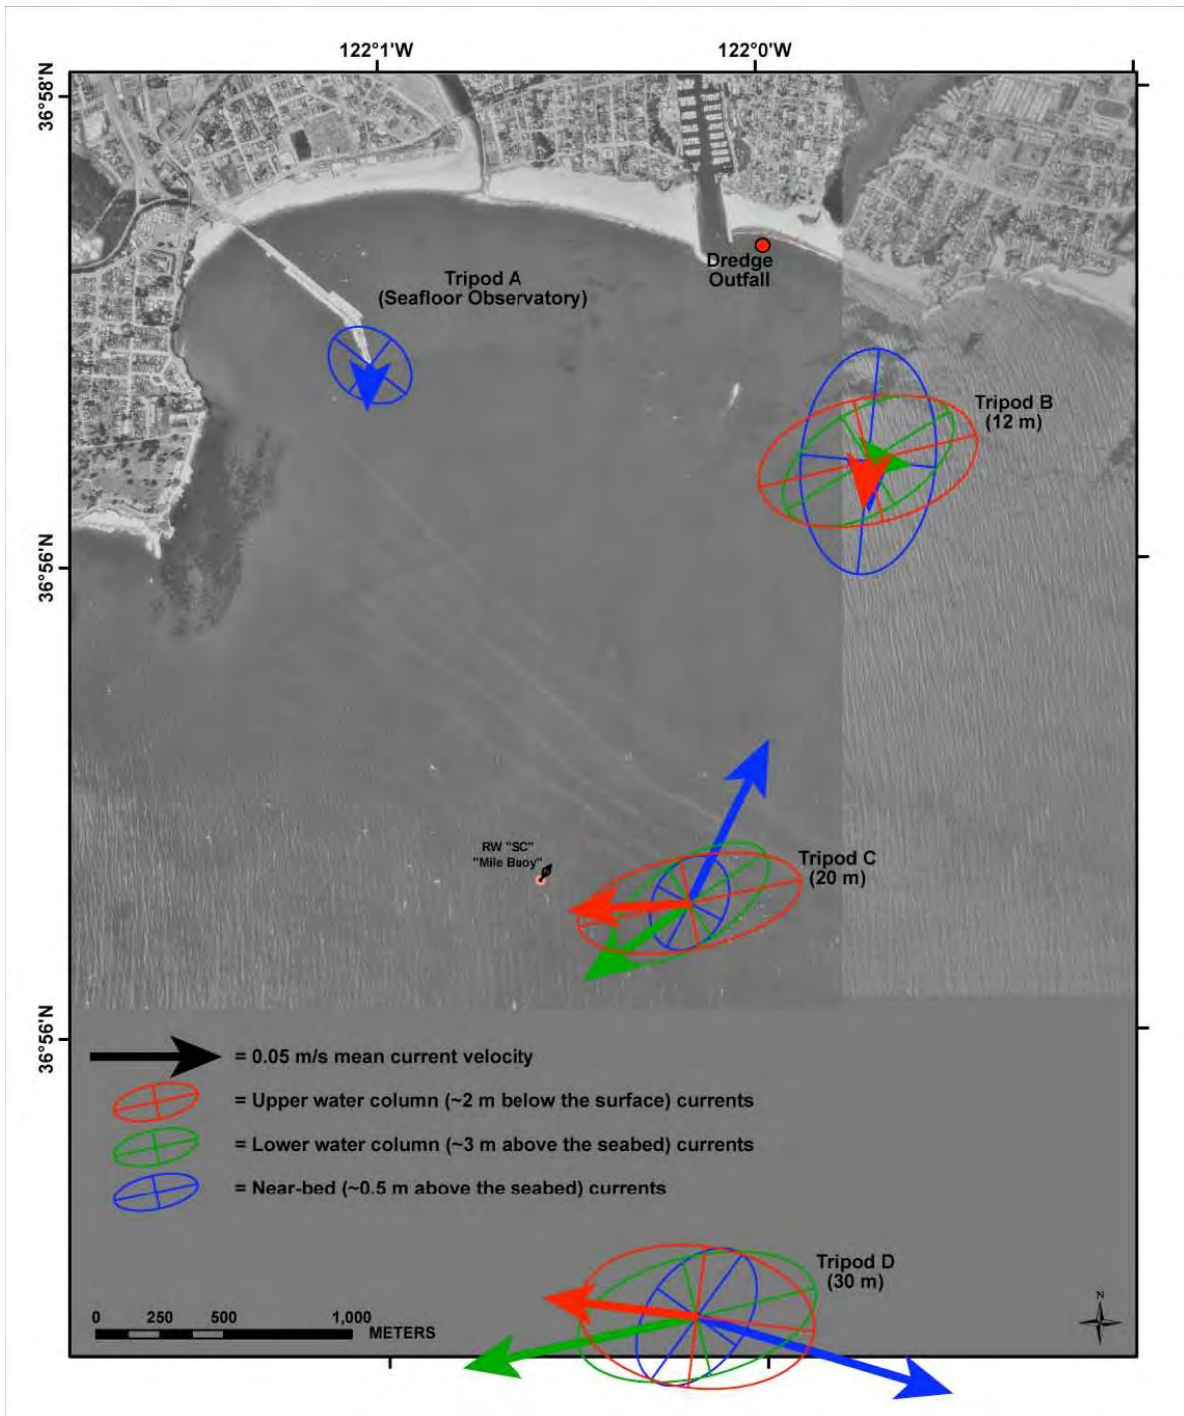 122°1'W
122°0'W
36°58'N
Dredge
Outfall
Tripod A
(Seafloor Observatory)
Tripod B
(12 m)
36°56'N
RW "SC"
"Mile Buoy"
Tripod C
(20 m)
36°56'N
= 0.05 m/s mean current velocity
= Upper water column (~2 m below the surface) currents
= Lower water column (~3 m above the seabed) currents
= Near-bed (~0.5 m above the seabed) currents
Tripod D
(30 m)
N
0 250 500 1,000
METERS